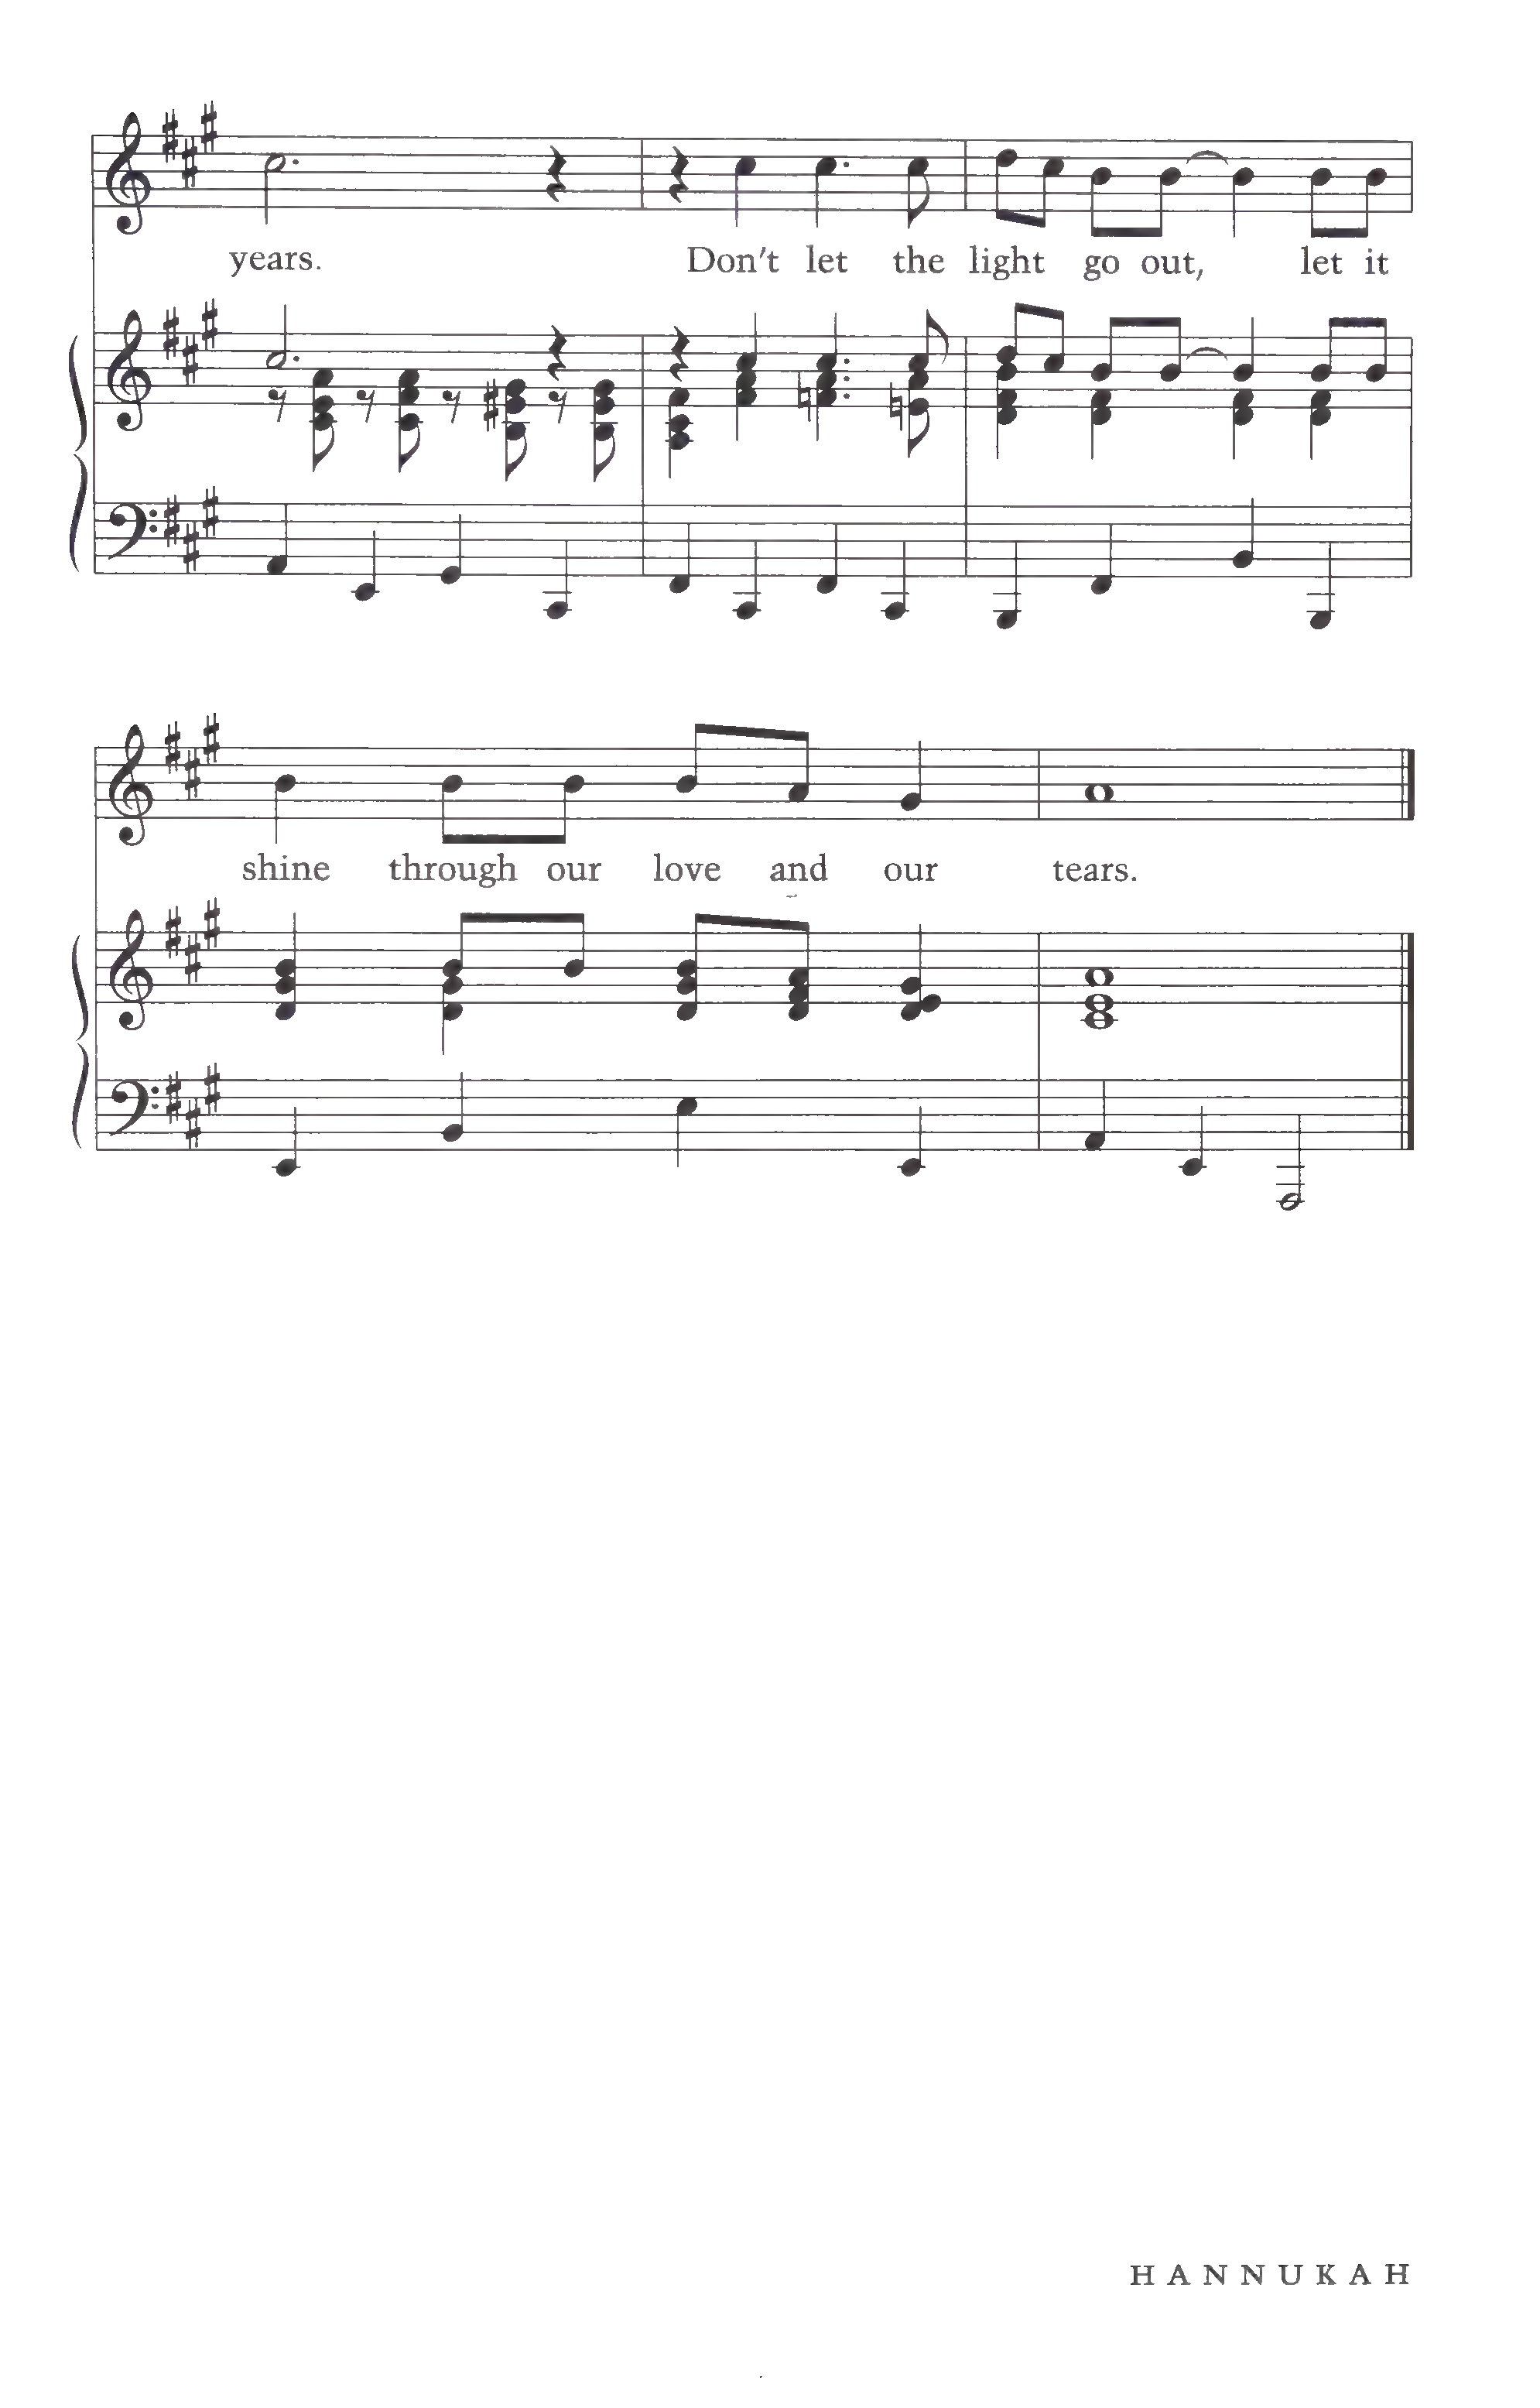 years. Don't let the light go out, let it
shine through our love and our tears.
HANNUKAH